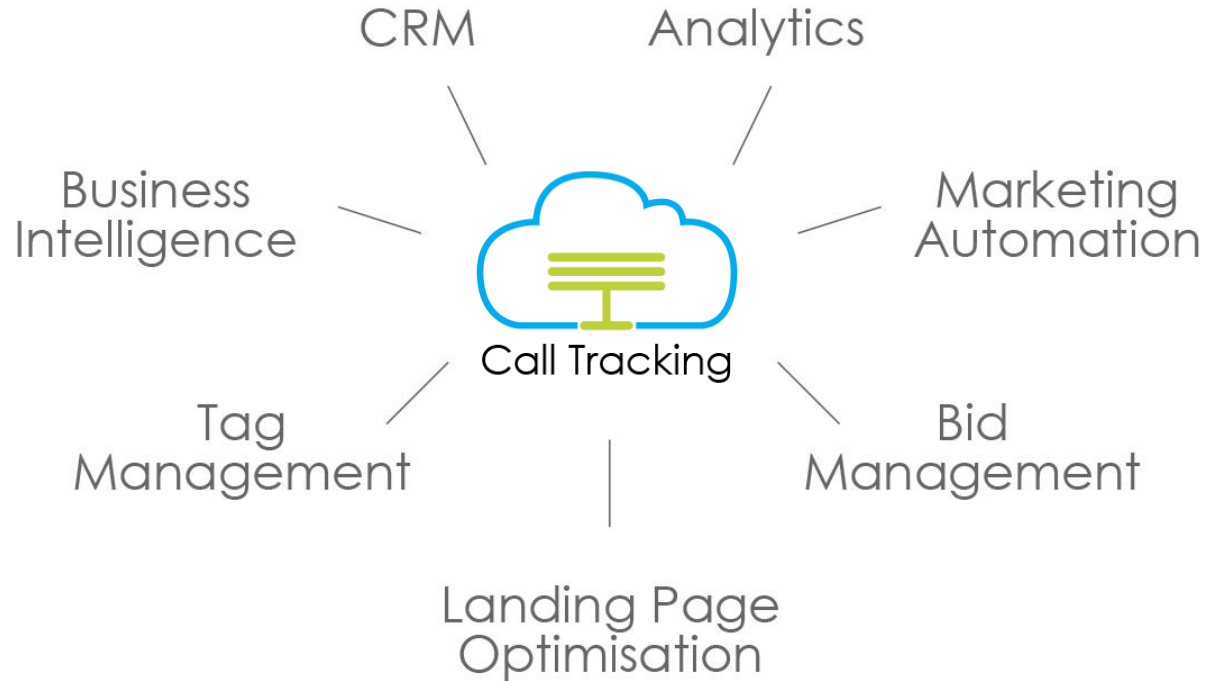 CRM
Analytics
Business
Intelligence
Marketing
Automation
Call Tracking
Tag
Management
Bid
Management
Landing Page
Optimisation